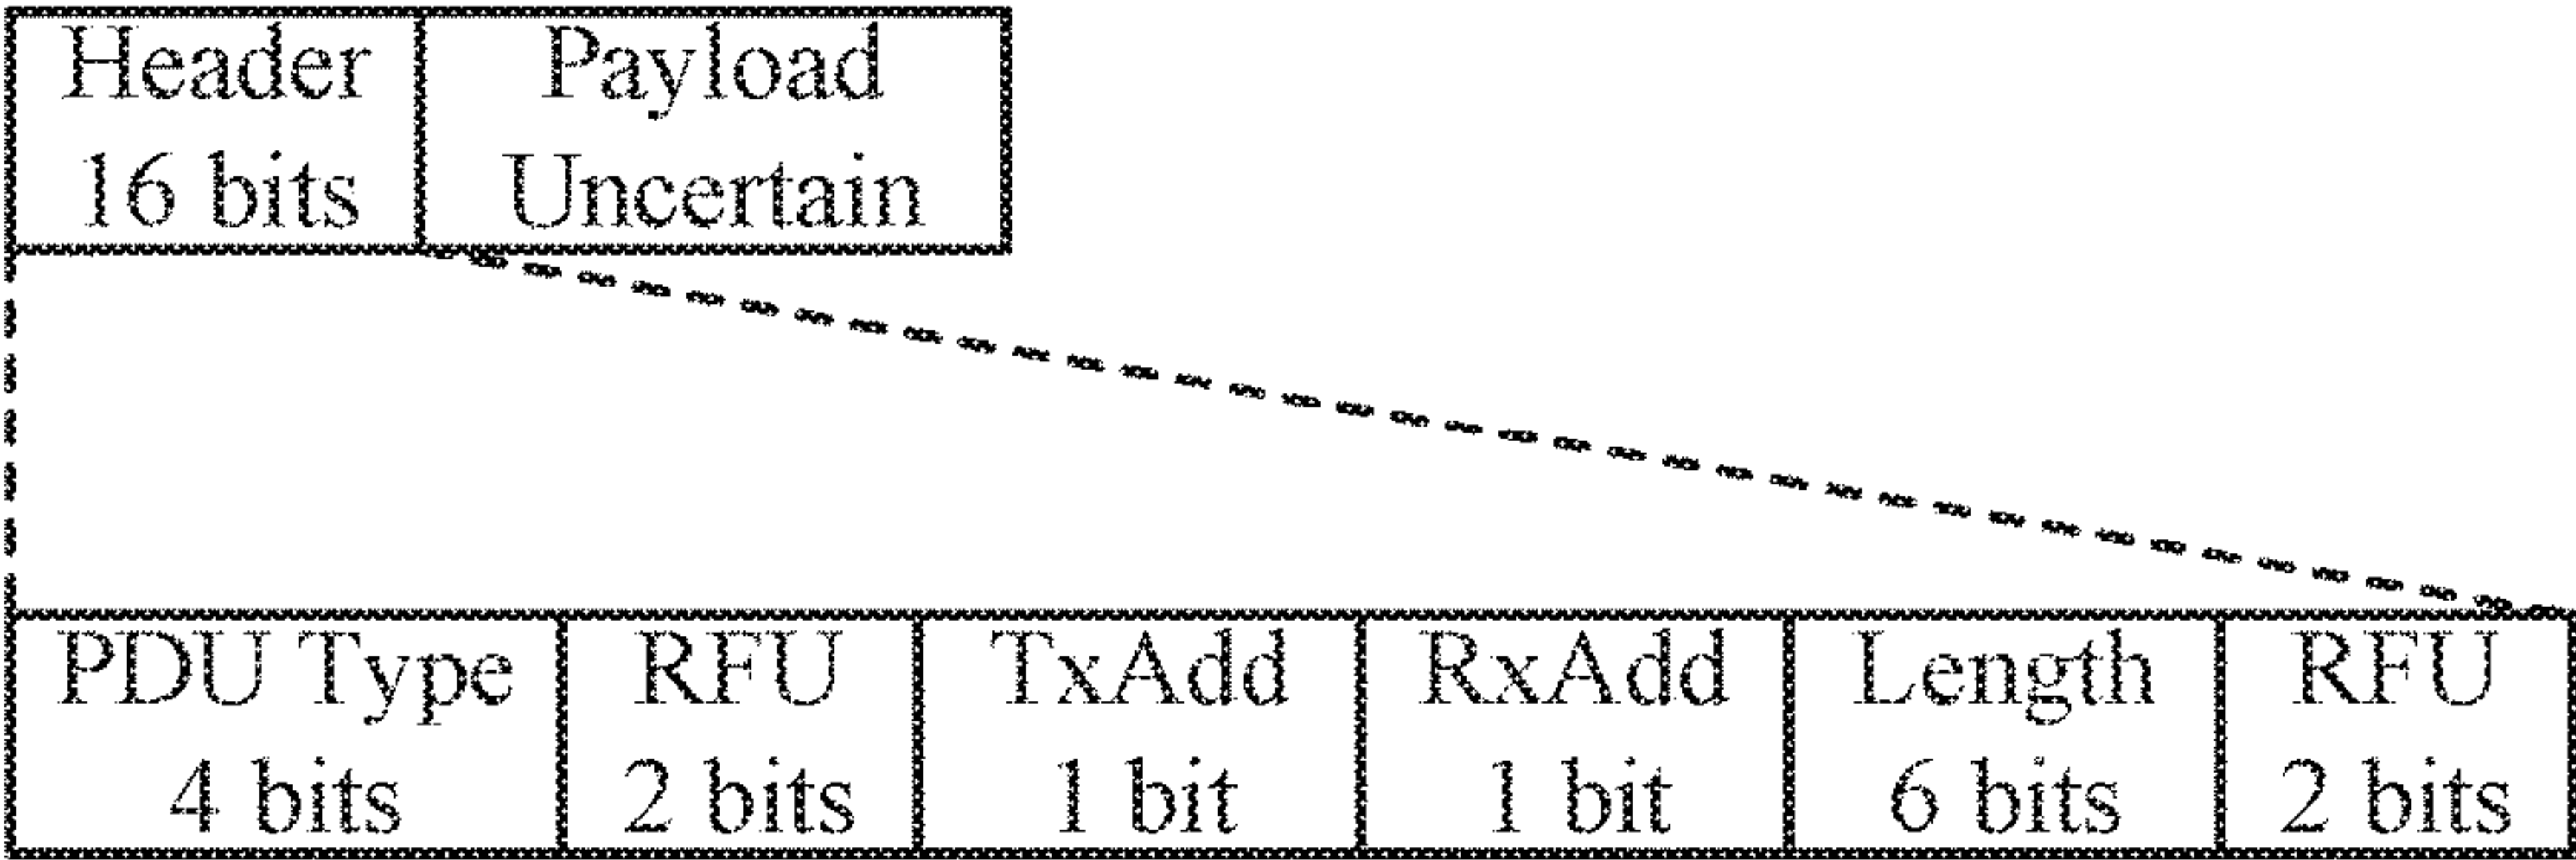 Header Payload
16 bits Uncertain
PDU Type RFU TxAdd RxAdd Length RFU
4 bits 2 bits 1 bit 1 bit 6 bits 2 bits